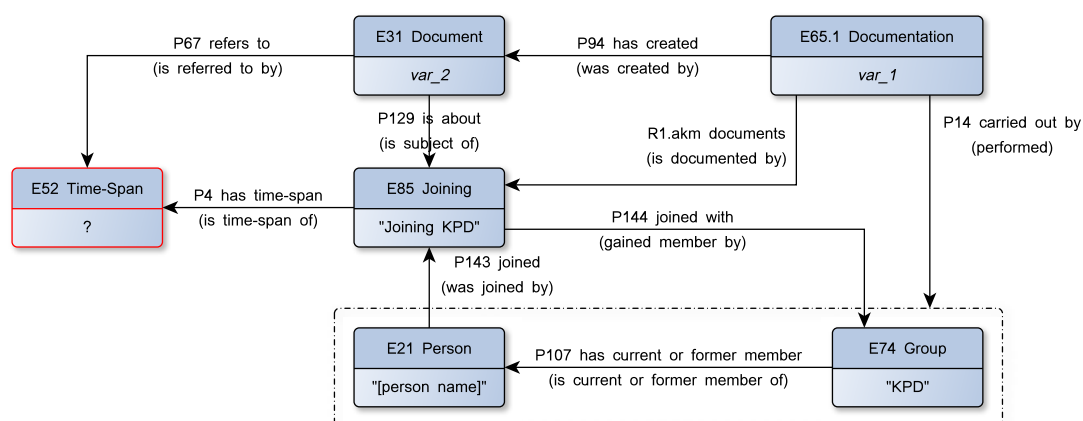 E31 Document
var_2
E65.1 Documentation
var_1
P67 refers to
(is referred to by)
P94 has created
(was created by)
P129 is about
(is subject of)
R1.akm documents
(is documented by)
P14 carried out by
(performed)
E52 Time-Span
?
P4 has time-span
(is time-span of)
E85 Joining
"Joining KPD"
P144 joined with
(gained member by)
P143 joined
(was joined by)
E21 Person
"[person name]"
P107 has current or former member
(is current or former member of)
E74 Group
"KPD"